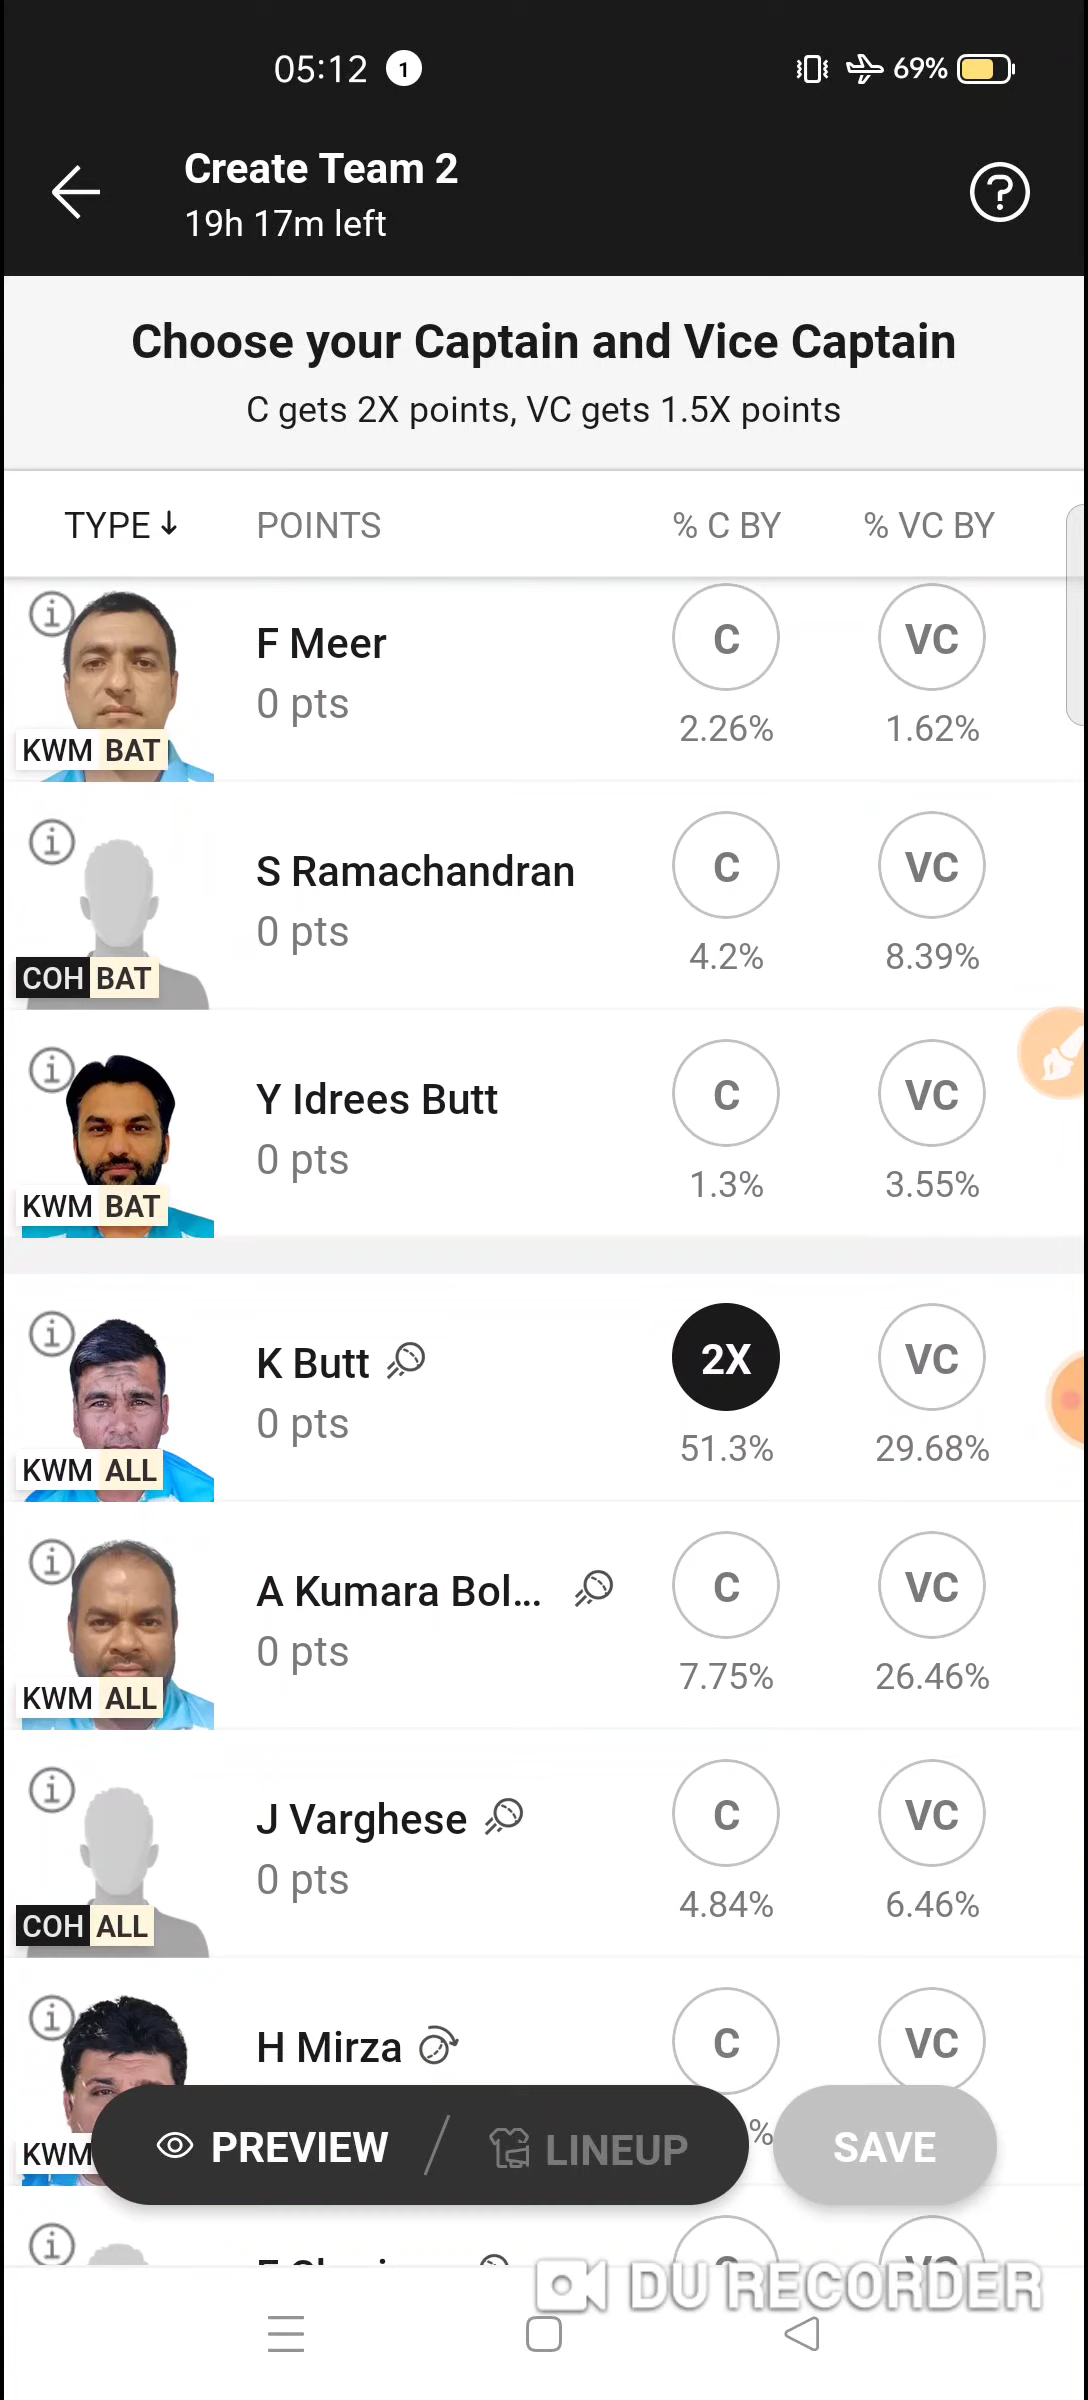 05:12 1 69%
Create Team 2
19h 17m left
Choose your Captain and Vice Captain
C gets 2X points, VC gets 1.5X points
TYPE POINTS % C BY % VC BY
F Meer C VC
0 pts 2.26% 1.62%
KWM BAT
S Ramachandran C VC
0 pts 4.2% 8.39%
COH BAT
Y Idrees Butt C VC
0 pts 1.3% 3.55%
KWM BAT
K Butt 2X VC
0 pts 51.3% 29.68%
KWM ALL
A Kumara Bol... C VC
0 pts 7.75% 26.46%
KWM ALL
J Varghese C VC
0 pts 4.84% 6.46%
COH ALL
H Mirza C VC
KWM PREVIEW / LINEUP % SAVE
C VC
DU RECORDER